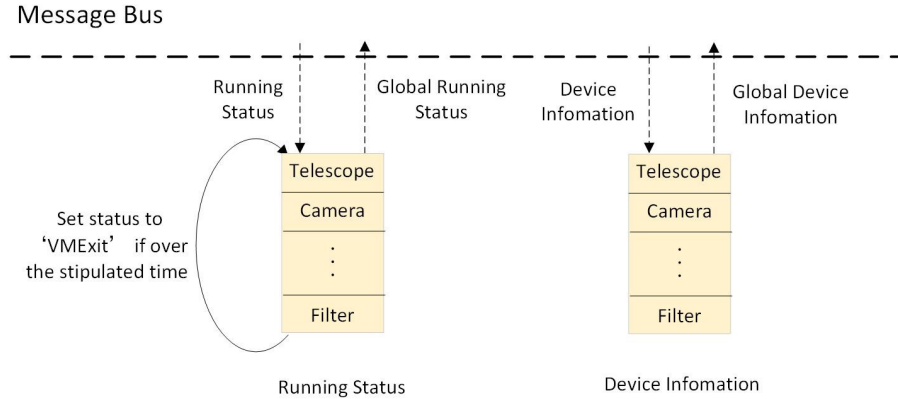 Message Bus
Running
Status
Global Running
Status
Device
Infomation
Global Device
Infomation
Telescope
Camera
Filter
Set status to
‘VMExit’ if over
the stipulated time
Running Status
Telescope
Camera
Filter
Device Infomation